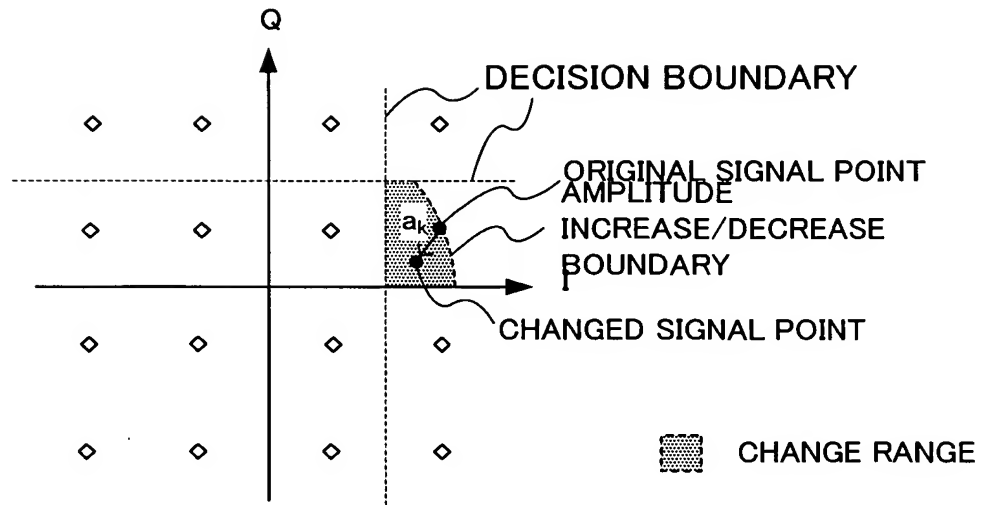 Q
DECISION BOUNDARY
ORIGINAL SIGNAL POINT
AMPLITUDE
INCREASE/DECREASE
BOUNDARY
aₖ
I
CHANGED SIGNAL POINT
CHANGE RANGE